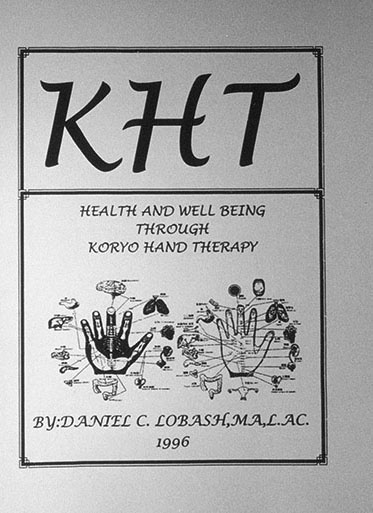 KHT
HEALTH AND WELL BEING
THROUGH
KORYO HAND THERAPY
BY:DANIEL C. LOBASH,MA,L.AC.
1996